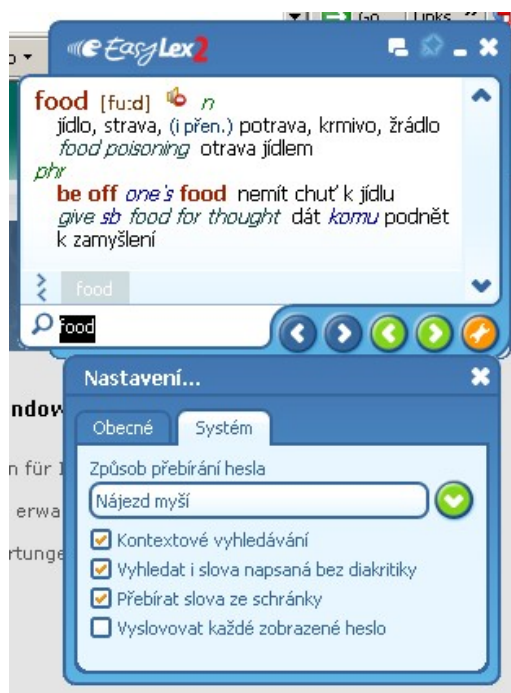 Go Links »
e EasyLex2
food [fu:d] n
jídlo, strava, (i přen.) potrava, krmivo, žrádlo
food poisoning otrava jídlem
phr
be off one's food nemít chuť k jídlu
give sb food for thought dát komu podnět
k zamyšlení
food
food
Nastavení...
Obecné Systém
Způsob přebírání hesla
Nájezd myší
Kontextové vyhledávání
Vyhledat i slova napsaná bez diakritiky
Přebírat slova ze schránky
Vyslovovat každé zobrazené heslo
n für
erwa